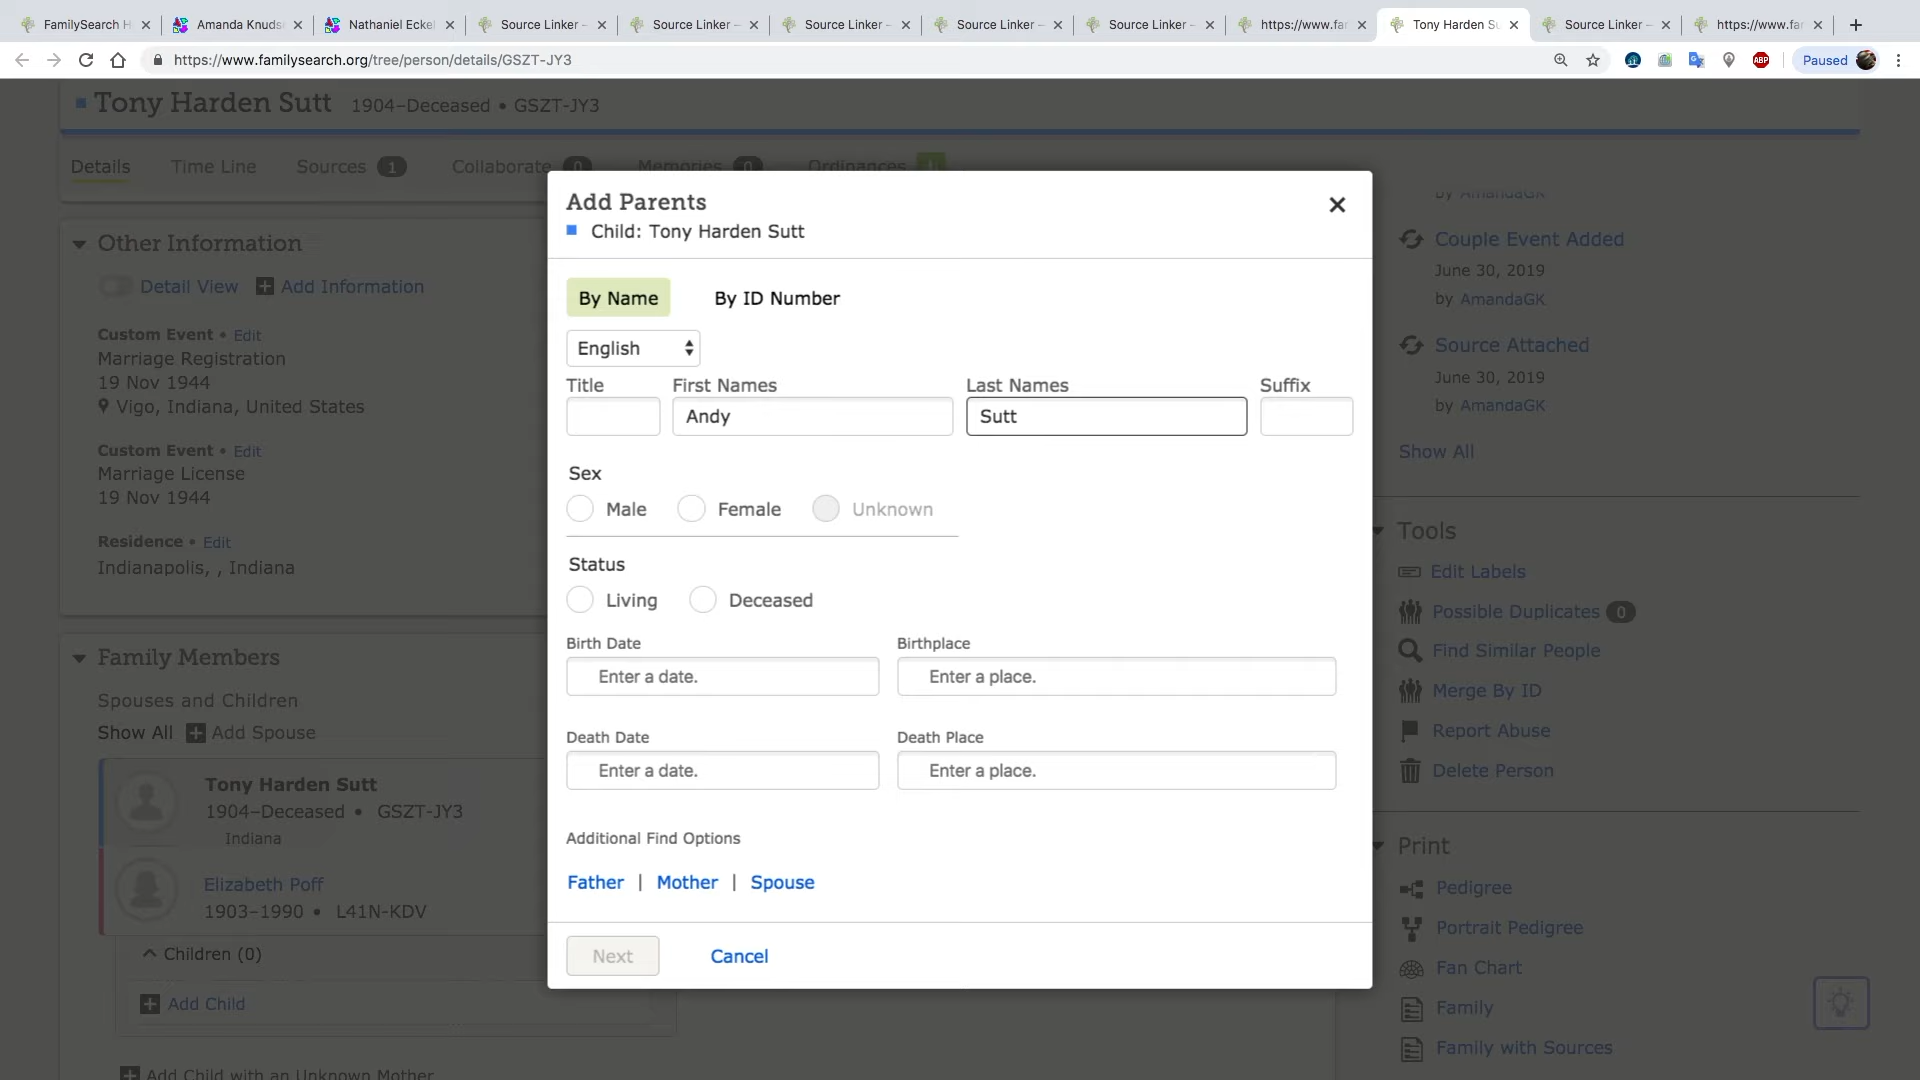 FamilySearch H
Amanda Knuds
Nathaniel Eckel
Source Linker –
Source Linker –
Source Linker –
Source Linker –
Source Linker –
https://www.fa
Tony Harden Su
Source Linker –
https://www.fa
https://www.familysearch.org/tree/person/details/GSZT-JY3
ABP
Paused
Tony Harden Sutt 1904–Deceased • GSZT-JY3
Details Time Line Sources 1 Collaborate 0 Memories 0 Ordinances
Other Information
Detail View Add Information
Custom Event • Edit
Marriage Registration
19 Nov 1944
Vigo, Indiana, United States
Custom Event • Edit
Marriage License
19 Nov 1944
Residence • Edit
Indianapolis, , Indiana
Family Members
Spouses and Children
Show All Add Spouse
Tony Harden Sutt
1904–Deceased • GSZT-JY3
Indiana
Elizabeth Poff
1903–1990 • L41N-KDV
Children (0)
Add Child
Add Child with an Unknown Mother
Add Parents
Child: Tony Harden Sutt
By Name By ID Number
English
Title First Names Last Names Suffix
Andy Sutt
Sex
Male Female Unknown
Status
Living Deceased
Birth Date Birthplace
Enter a date. Enter a place.
Death Date Death Place
Enter a date. Enter a place.
Additional Find Options
Father | Mother | Spouse
Next Cancel
by AmandaGK
Couple Event Added
June 30, 2019
by AmandaGK
Source Attached
June 30, 2019
by AmandaGK
Show All
Tools
Edit Labels
Possible Duplicates 0
Find Similar People
Merge By ID
Report Abuse
Delete Person
Print
Pedigree
Portrait Pedigree
Fan Chart
Family
Family with Sources